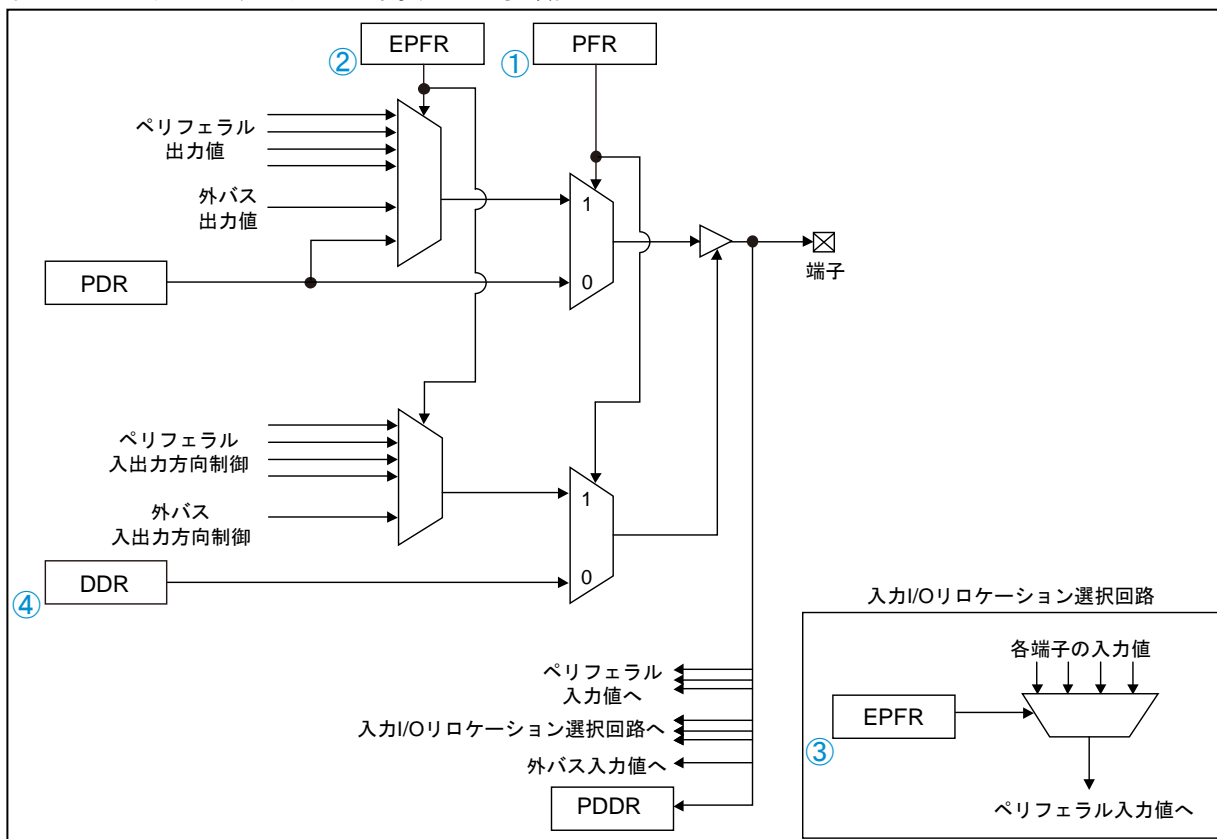 EPFR
PFR
②
①
ペリフェラル
出力値
外バス
出力値
1
0
PDR
端子
ペリフェラル
入出力方向制御
外バス
入出力方向制御
1
0
DDR
④
入力I/Oリロケーション選択回路
各端子の入力値
EPFR
③
ペリフェラル入力値へ
ペリフェラル
入力値へ
入力I/Oリロケーション選択回路へ
外バス入力値へ
PDDR